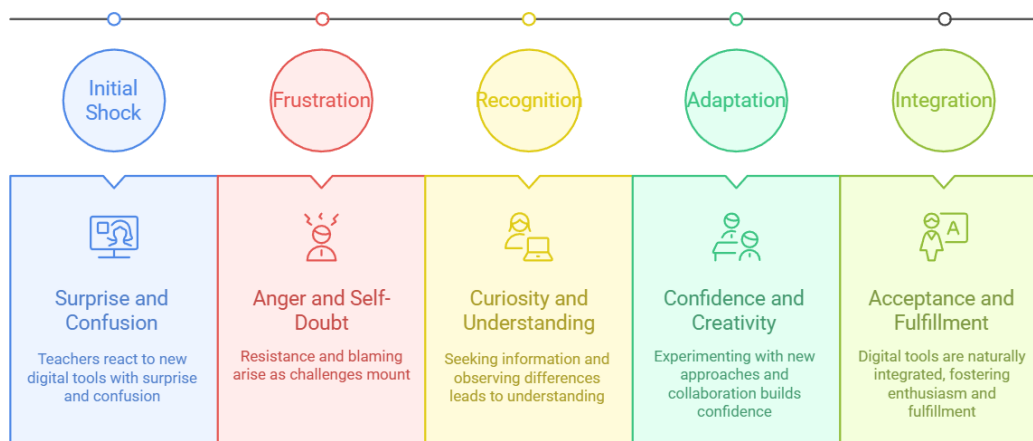 Initial
Shock
Frustration
Recognition
Adaptation
Integration
Surprise and
Confusion
Teachers react to new
digital tools with surprise
and confusion
Anger and Self-
Doubt
Resistance and blaming
arise as challenges mount
Curiosity and
Understanding
Seeking information and
observing differences
leads to understanding
Confidence and
Creativity
Experimenting with new
approaches and
collaboration builds
confidence
A
Acceptance and
Fulfillment
Digital tools are naturally
integrated, fostering
enthusiasm and
fulfillment